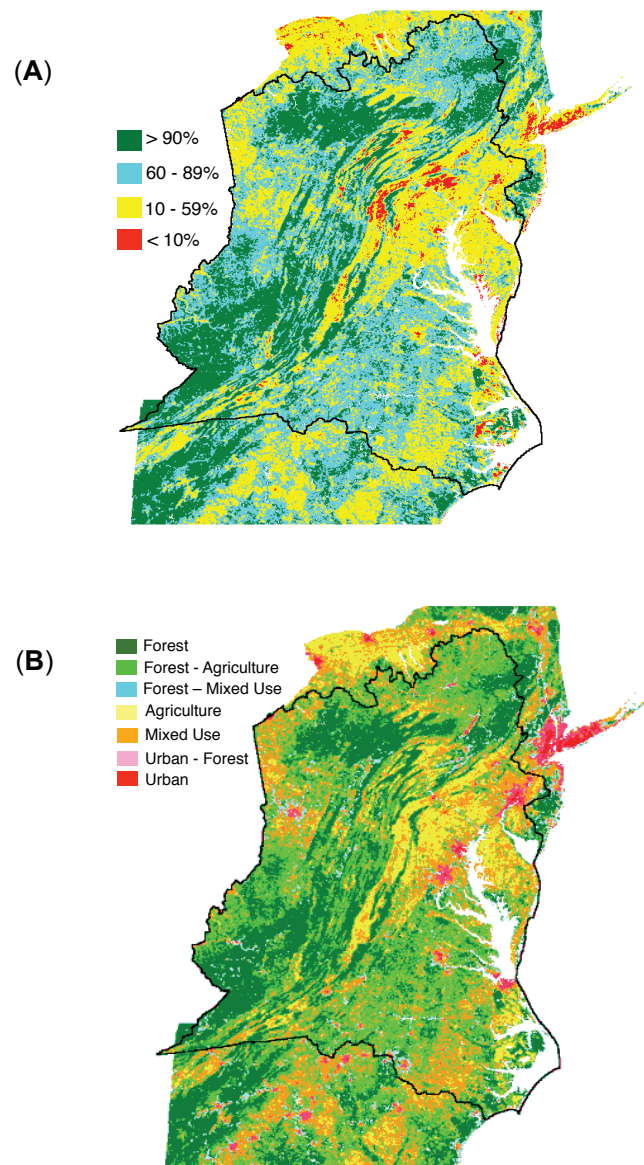 (A)
> 90%
60 - 89%
10 - 59%
< 10%
(B)
Forest
Forest - Agriculture
Forest – Mixed Use
Agriculture
Mixed Use
Urban - Forest
Urban